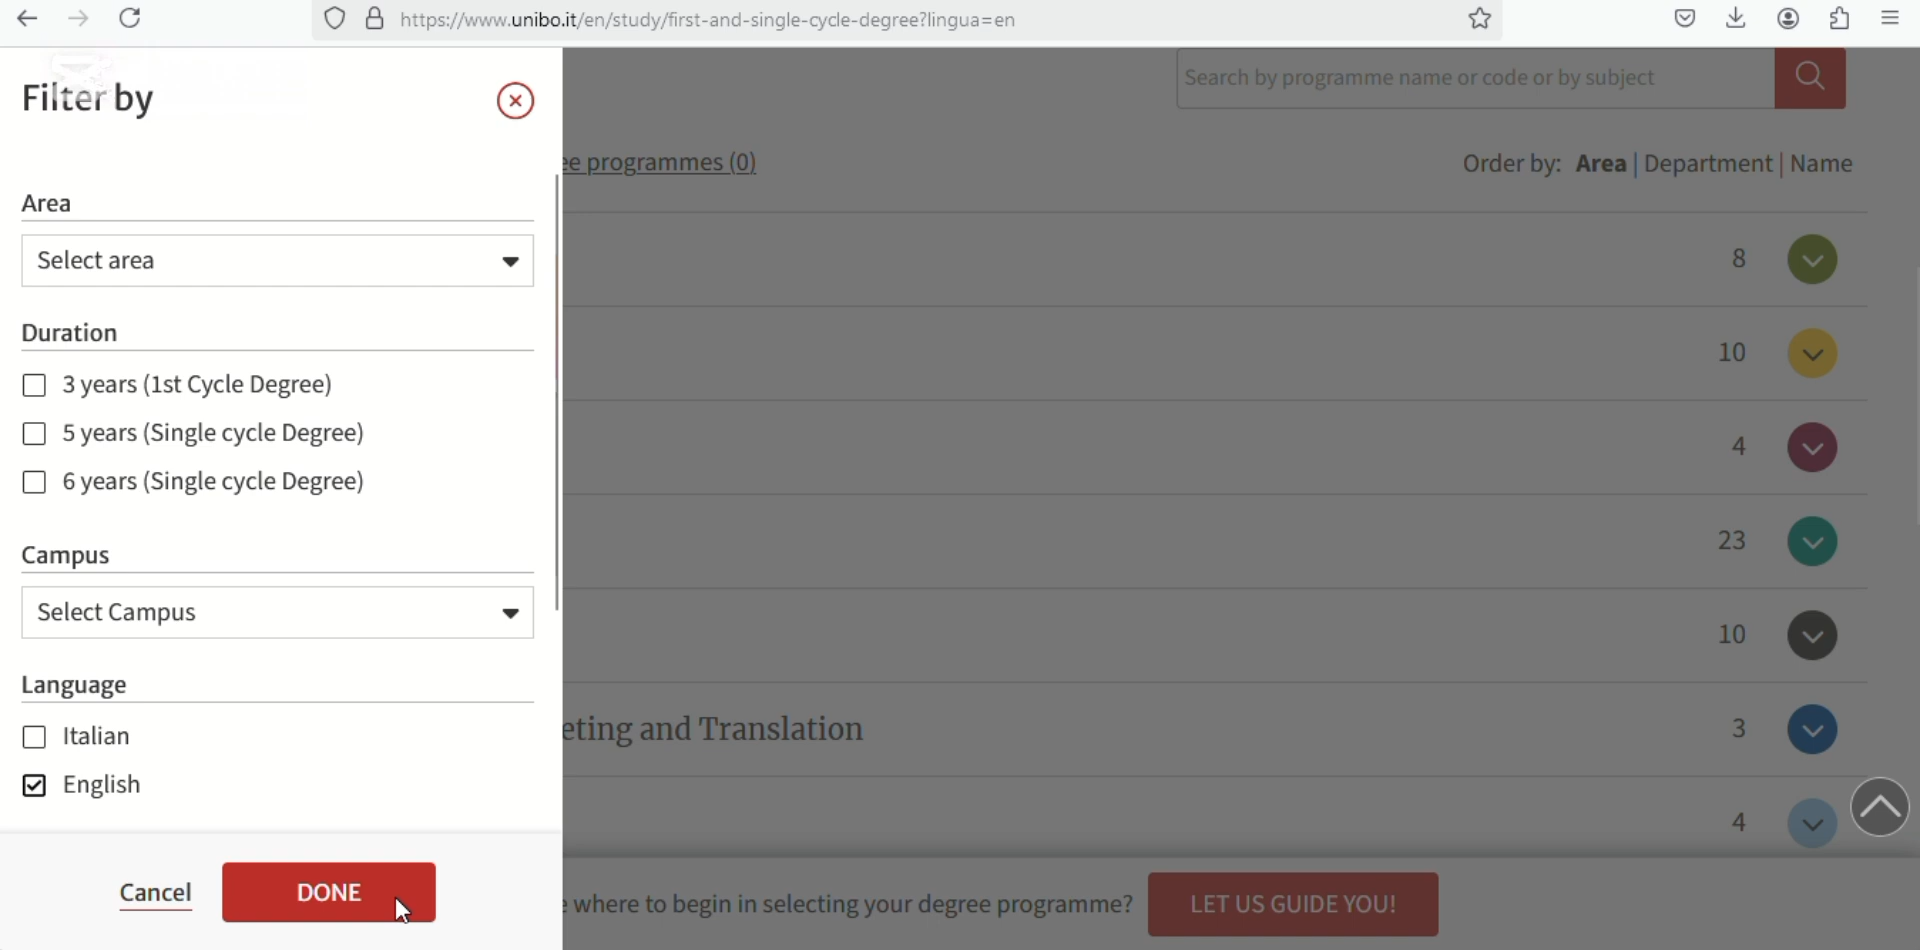 https://www.unibo.it/en/study/first-and-single-cycle-degree?lingua=en
Filter by
Search by programme name or code or by subject
ee programmes (0)
Order by: Area | Department | Name
Area
Select area
8
Duration
3 years (1st Cycle Degree)
10
5 years (Single cycle Degree)
4
6 years (Single cycle Degree)
23
Campus
Select Campus
10
Language
Italian
eting and Translation
3
English
4
Cancel
DONE
e where to begin in selecting your degree programme?
LET US GUIDE YOU!